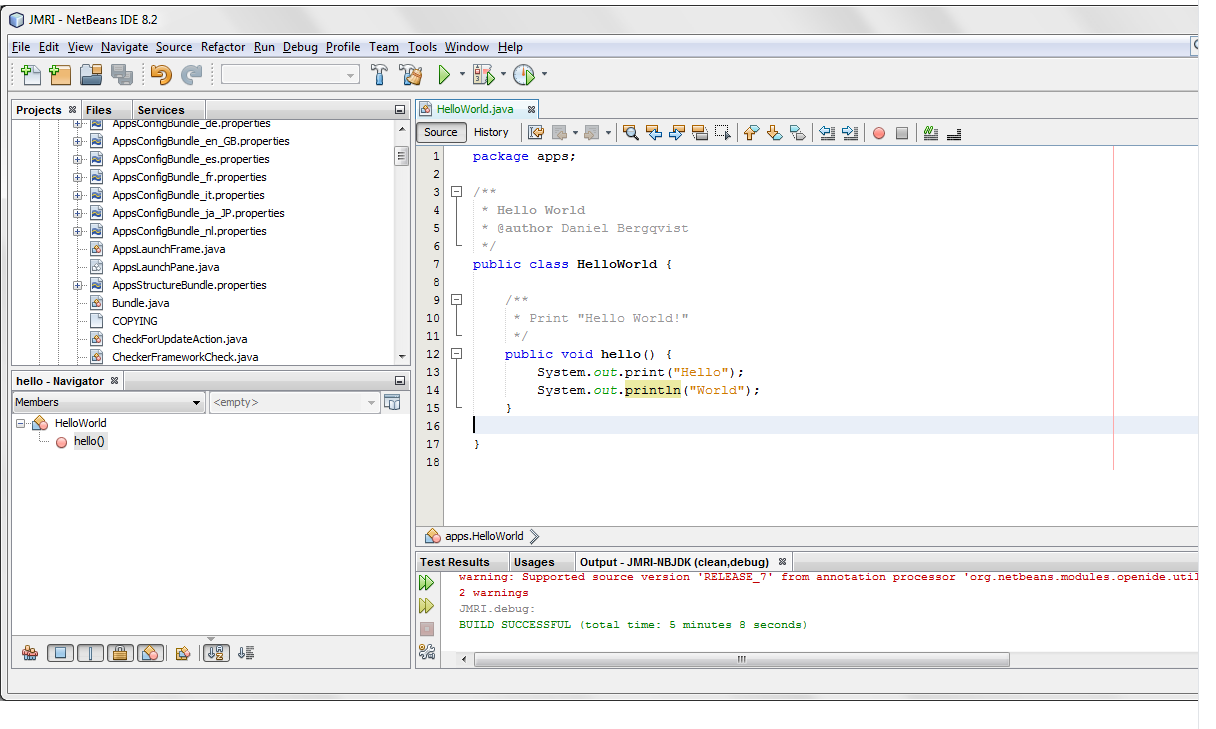 JMRI - NetBeans IDE 8.2
File Edit View Navigate Source Refactor Run Debug Profile Team Tools Window Help
Projects Files Services
AppsConfigBundle_de.properties
AppsConfigBundle_en_GB.properties
AppsConfigBundle_es.properties
AppsConfigBundle_fr.properties
AppsConfigBundle_it.properties
AppsConfigBundle_ja_JP.properties
AppsConfigBundle_nl.properties
AppsLaunchFrame.java
AppsLaunchPane.java
AppsStructureBundle.properties
Bundle.java
COPYING
CheckForUpdateAction.java
CheckerFrameworkCheck.java
hello - Navigator
Members <empty>
HelloWorld
hello()
HelloWorld.java
Source History
1 package apps;
2
3 /**
4 * Hello World
5 * @author Daniel Bergqvist
6 */
7 public class HelloWorld {
8
9 /**
10 * Print "Hello World!"
11 */
12 public void hello() {
13 System.out.print("Hello");
14 System.out.println("World");
15 }
16
17 }
18
apps.HelloWorld
Test Results Usages Output - JMRI-NBJDK (clean,debug)
warning: Supported source version 'RELEASE_7' from annotation processor 'org.netbeans.modules.openide.util
2 warnings
JMRI.debug:
BUILD SUCCESSFUL (total time: 5 minutes 8 seconds)